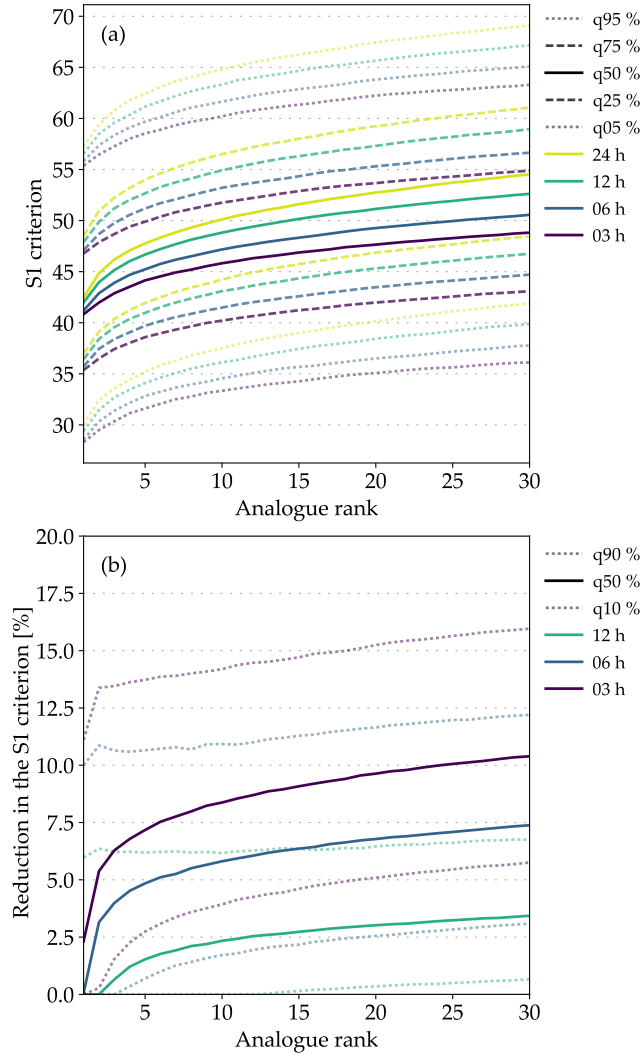 (a)
S1 criterion
70
65
60
55
50
45
40
35
30
5 10 15 20 25 30
Analogue rank
q95 %
q75 %
q50 %
q25 %
q05 %
24 h
12 h
06 h
03 h
(b)
Reduction in the S1 criterion [%]
20.0
17.5
15.0
12.5
10.0
7.5
5.0
2.5
0.0
5 10 15 20 25 30
Analogue rank
q90 %
q50 %
q10 %
12 h
06 h
03 h